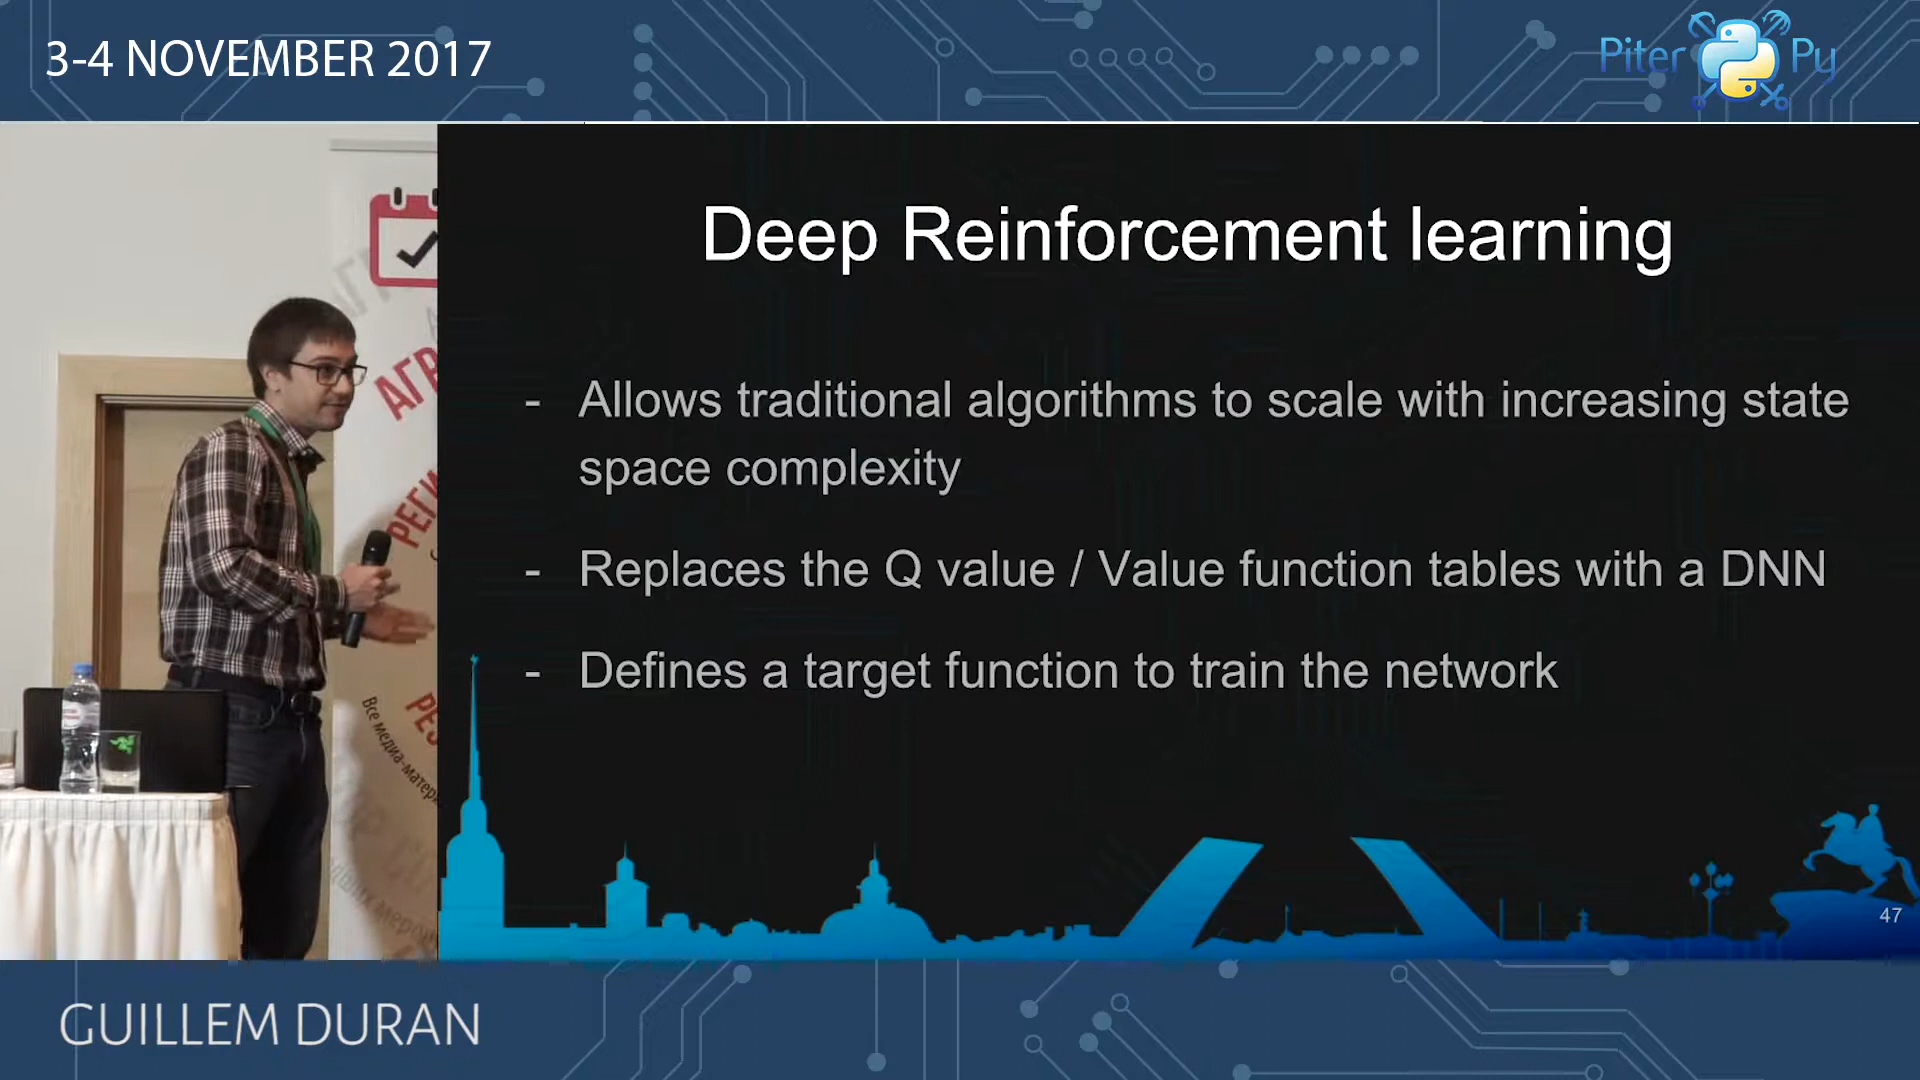 3-4 NOVEMBER 2017
Piter Py
Deep Reinforcement learning
- Allows traditional algorithms to scale with increasing state
space complexity
- Replaces the Q value / Value function tables with a DNN
- Defines a target function to train the network
47
Все медиа-матер
GUILLEM DURAN